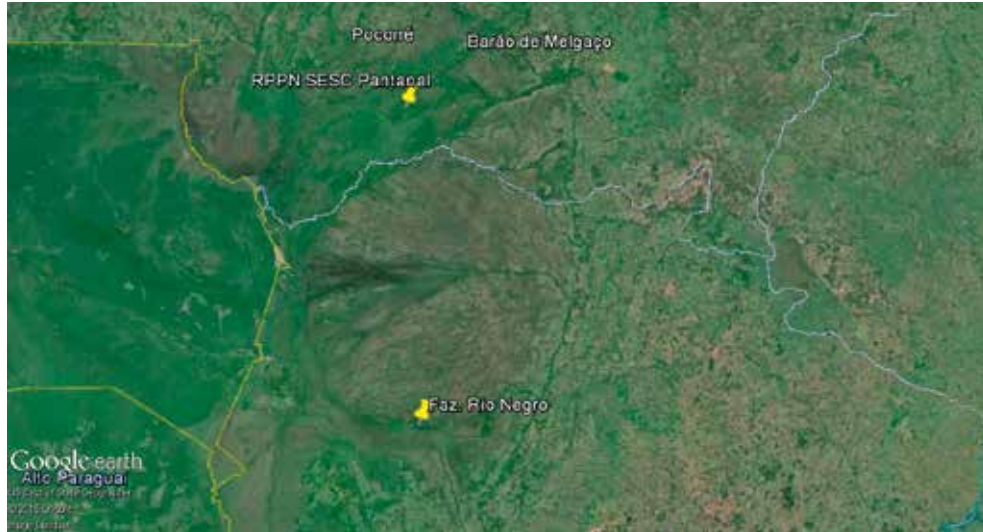 Poconé
Barão de Melgaço
RPPN SESC Pantanal
Faz. Rio Negro
Google earth
Alto Paraguai